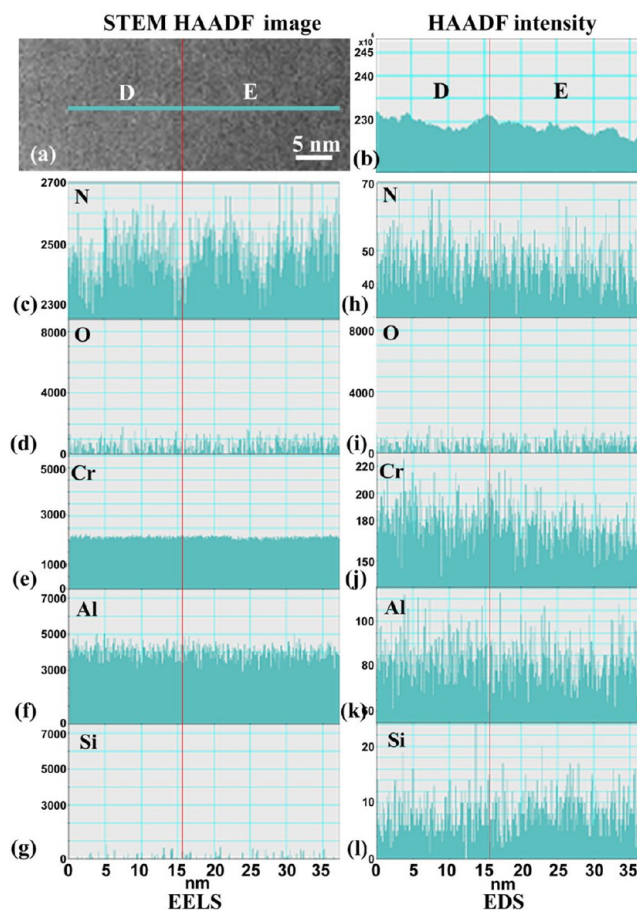 STEM HAADF image HAADF intensity
x10⁶
245
240
D E D E
230
(a) 5 nm (b)
2700 N 70 N
60
2500 50
40
(c) 2300 (h)
8000 O 8000 O
4000 4000
(d) 0 (i) 0
5000 Cr 220 Cr
200
3000 180
1000 150
(e) 0 (j)
7000 Al Al
100
5000
3000 80
(f) 0 (k)
7000 Si Si
20
5000
3000 10
(g) 0 (l) 0
0 5 10 15 20 25 30 35 0 5 10 15 20 25 30 35
nm nm
EELS EDS